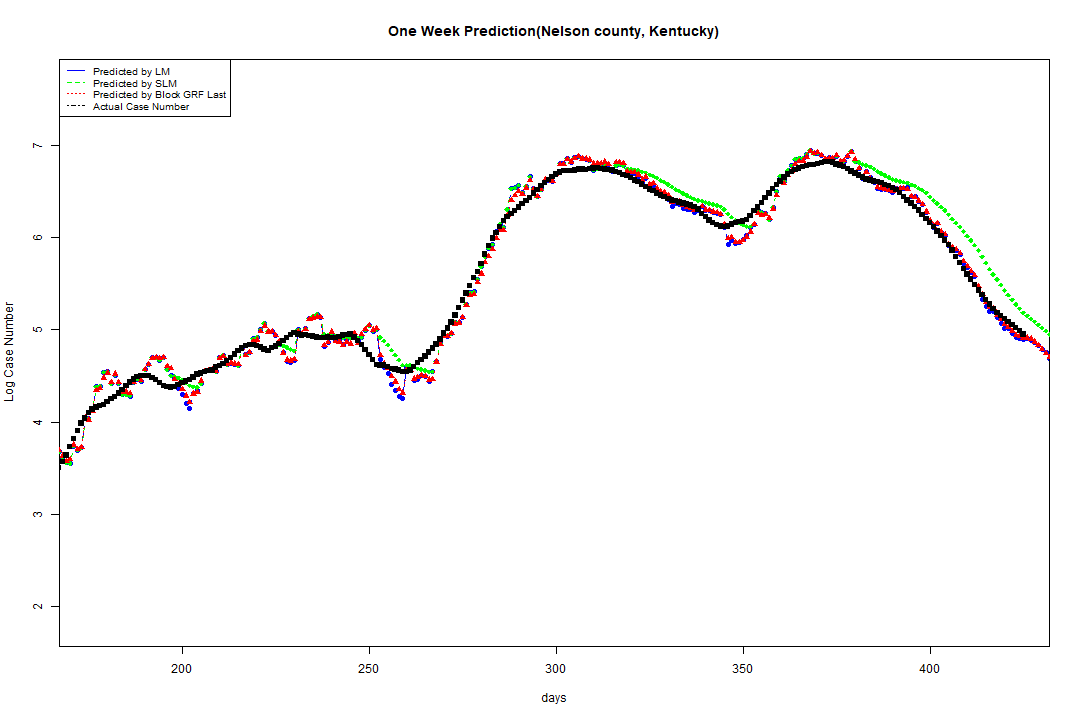 One Week Prediction(Nelson county, Kentucky)
Predicted by LM
Predicted by SLM
Predicted by Block GRF Last
Actual Case Number
7
6
5
4
3
2
Log Case Number
200 250 300 350 400
days